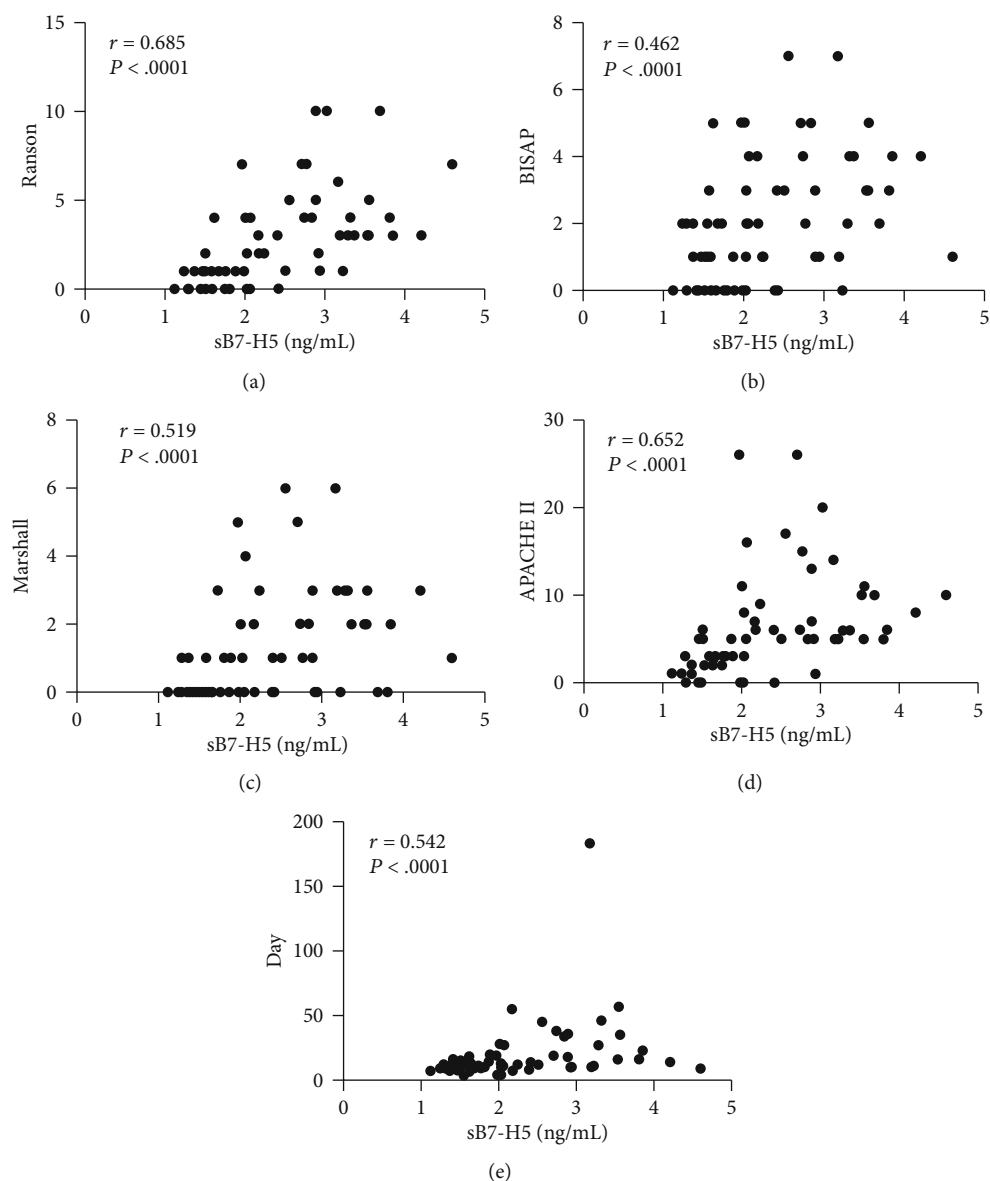 15
10
5
0
Ranson
r = 0.685
P < .0001
0 1 2 3 4 5
sB7-H5 (ng/mL)
(a)
8
6
4
2
0
BISAP
r = 0.462
P < .0001
0 1 2 3 4 5
sB7-H5 (ng/mL)
(b)
8
6
4
2
0
Marshall
r = 0.519
P < .0001
0 1 2 3 4 5
sB7-H5 (ng/mL)
(c)
30
20
10
0
APACHE II
r = 0.652
P < .0001
0 1 2 3 4 5
sB7-H5 (ng/mL)
(d)
200
150
100
50
0
Day
r = 0.542
P < .0001
0 1 2 3 4 5
sB7-H5 (ng/mL)
(e)